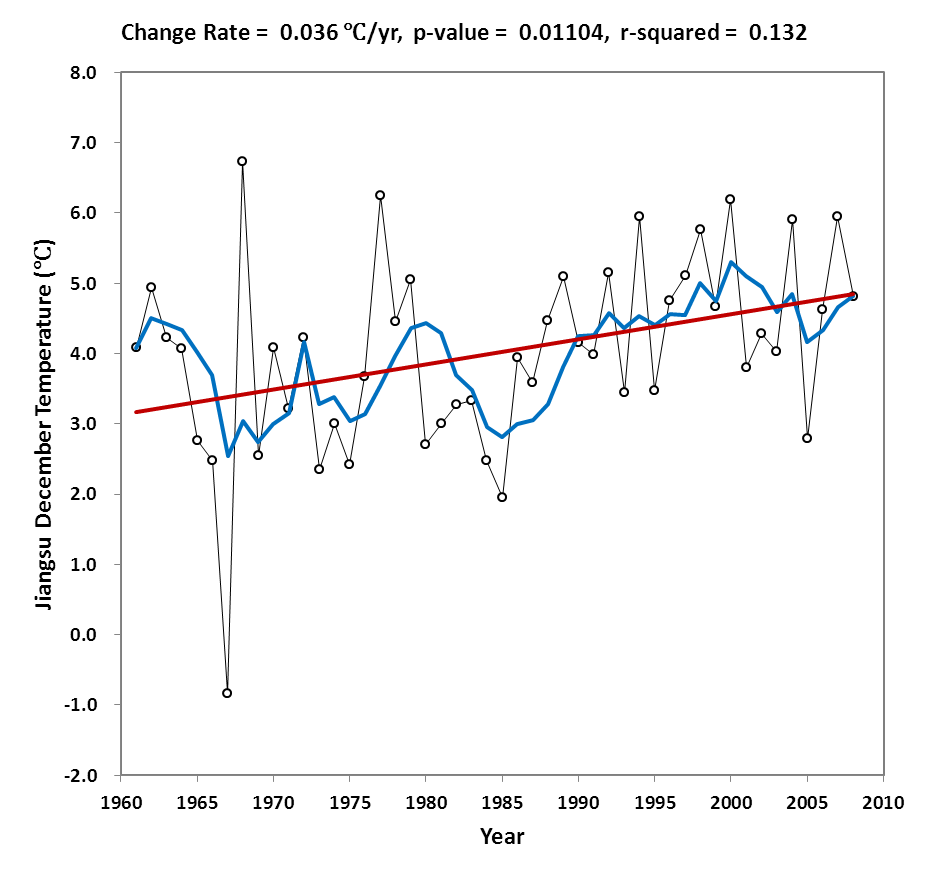 Change Rate = 0.036 ℃/yr, p-value = 0.01104, r-squared = 0.132
8.0
7.0
6.0
5.0
4.0
3.0
2.0
1.0
0.0
-1.0
-2.0
Jiangsu December Temperature (℃)
1960 1965 1970 1975 1980 1985 1990 1995 2000 2005 2010
Year